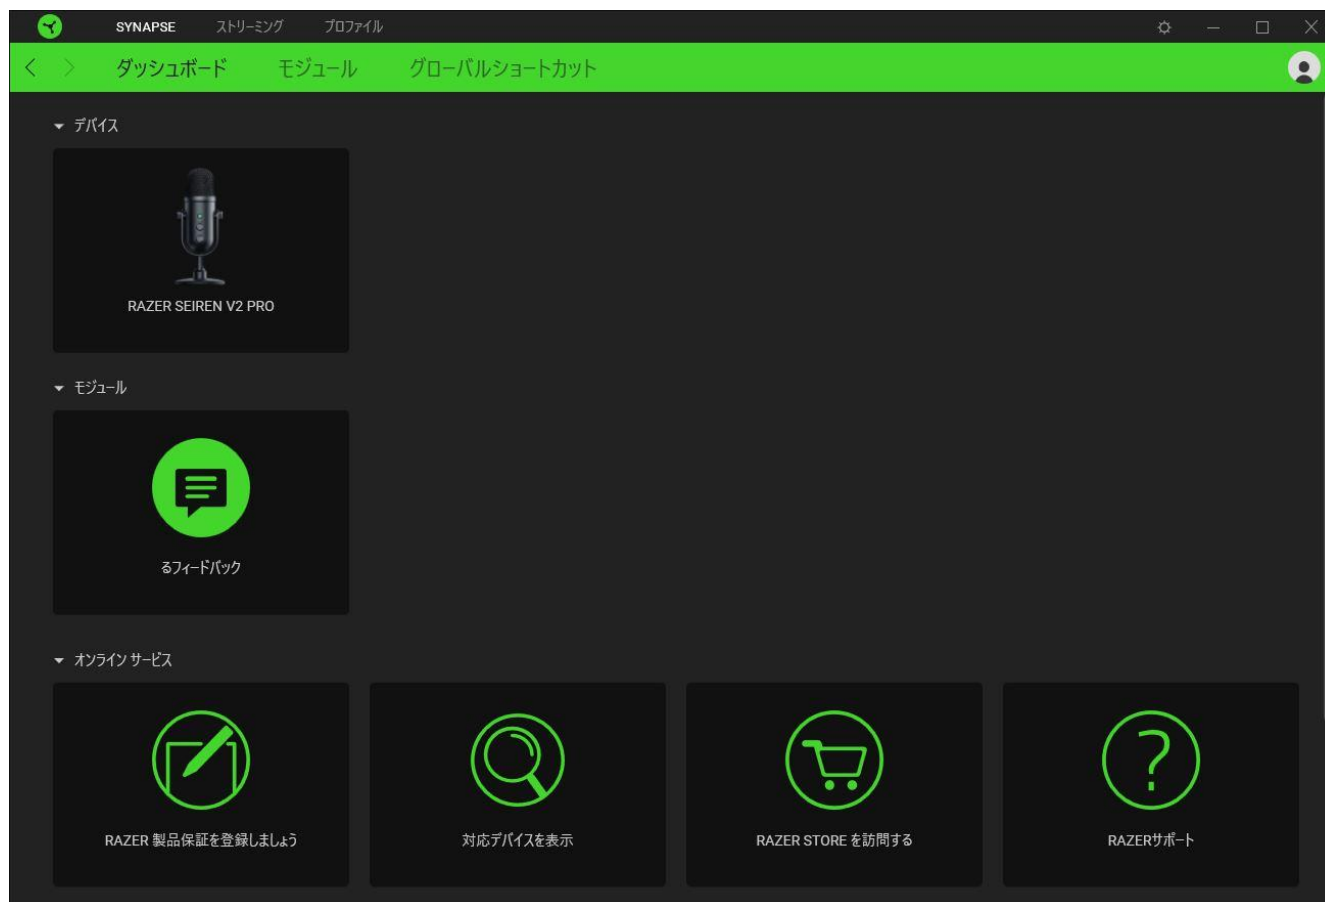 SYNAPSE ストリーミング プロファイル
ダッシュボード モジュール グローバルショートカット
デバイス
RAZER SEIREN V2 PRO
モジュール
るフィードバック
オンライン サービス
RAZER 製品保証を登録しましょう
対応デバイスを表示
RAZER STORE を訪問する
RAZERサポート